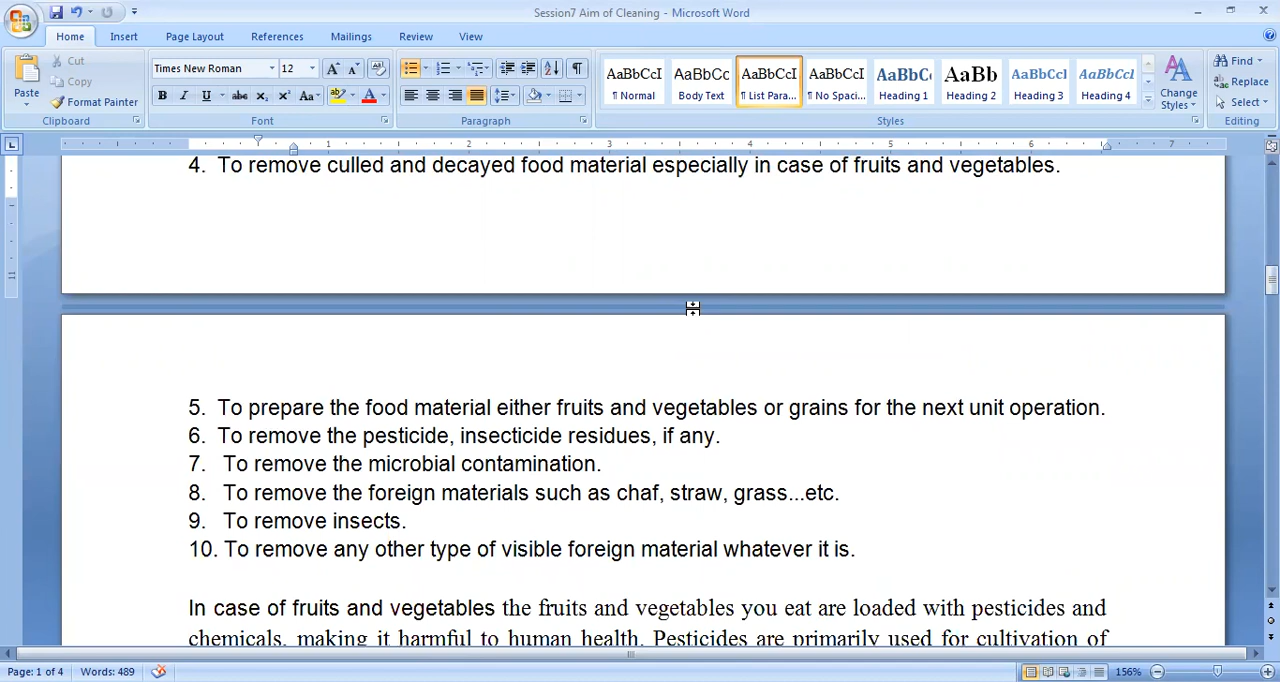 Session7 Aim of Cleaning - Microsoft Word
Home Insert Page Layout References Mailings Review View
Cut
Copy
Format Painter
Paste
Clipboard
Times New Roman 12
Font
Paragraph
AaBbCcI AaBbCc AaBbCcI AaBbCcI AaBbCc AaBb AaBbCcI AaBbCcI
¶ Normal Body Text ¶ List Para... ¶ No Spaci... Heading 1 Heading 2 Heading 3 Heading 4
Styles
Change
Styles
Find
Replace
Select
Editing
1 2 3 4 5 6 7
4. To remove culled and decayed food material especially in case of fruits and vegetables.
5. To prepare the food material either fruits and vegetables or grains for the next unit operation.
6. To remove the pesticide, insecticide residues, if any.
7. To remove the microbial contamination.
8. To remove the foreign materials such as chaf, straw, grass...etc.
9. To remove insects.
10. To remove any other type of visible foreign material whatever it is.
In case of fruits and vegetables the fruits and vegetables you eat are loaded with pesticides and
chemicals, making it harmful to human health. Pesticides are primarily used for cultivation of
Page: 1 of 4 Words: 489 156%